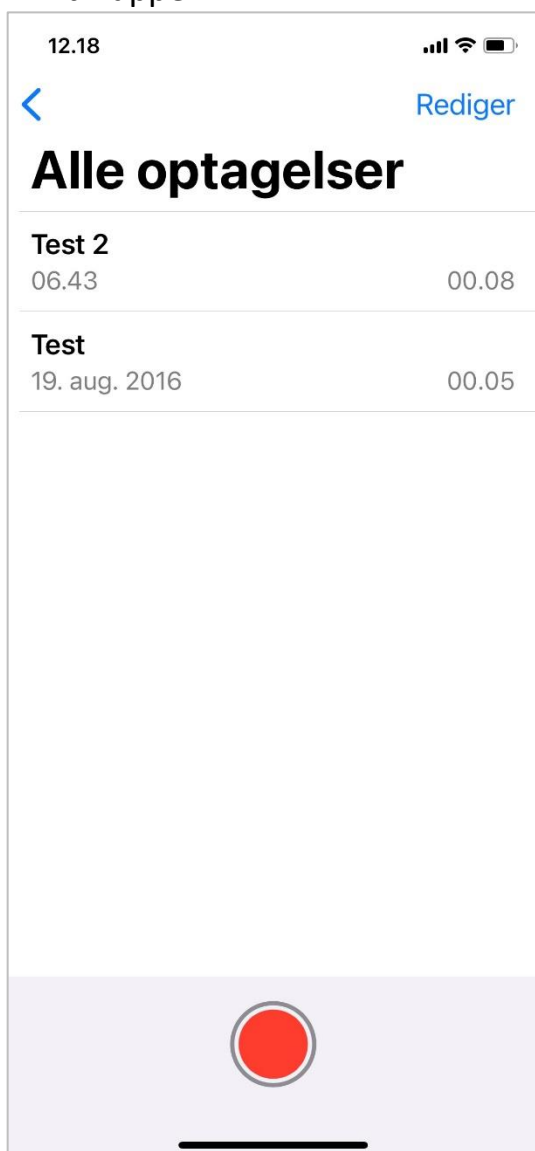 12.18
Rediger
Alle optagelser
Test 2
06.43 00.08
Test
19. aug. 2016 00.05